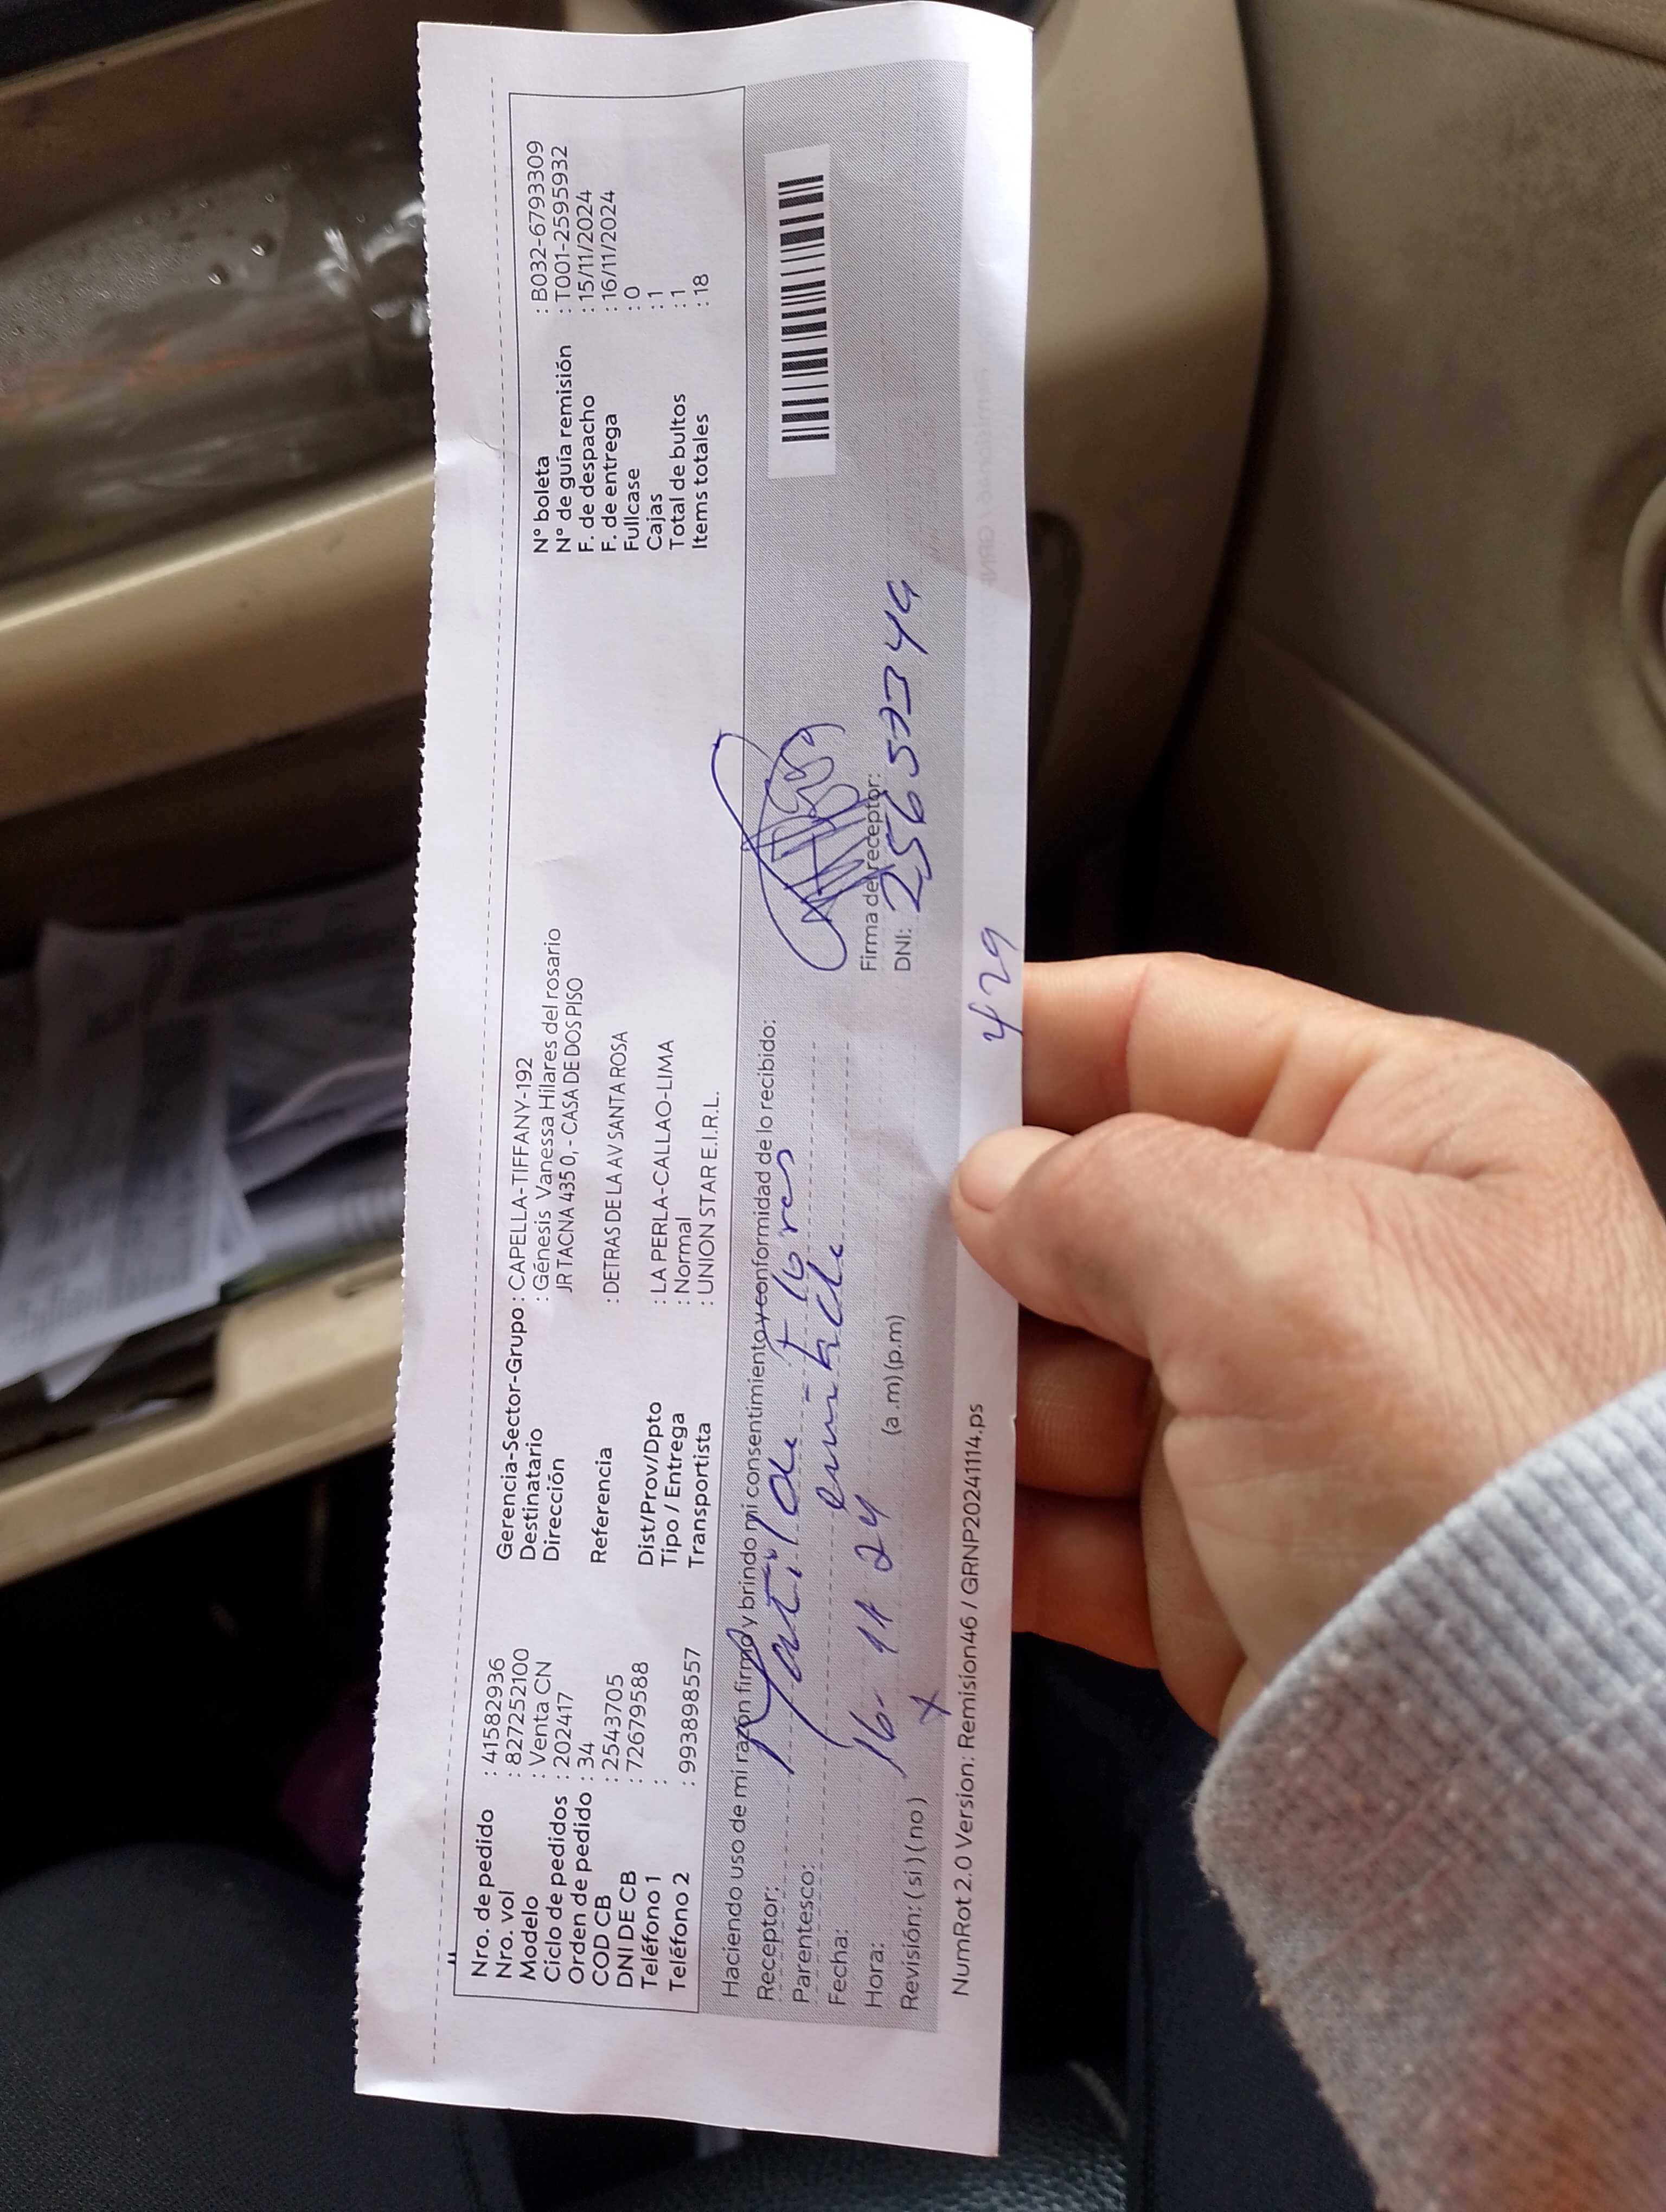 Nro. de pedido : 41582936
Nro. vol : 827252100
Modelo : Venta CN
Ciclo de pedidos : 202417
Orden de pedido : 34
COD CB : 2543705
DNI DE CB : 72679588
Teléfono 1 :
Teléfono 2 : 993898557
Gerencia-Sector-Grupo : CAPELLA-TIFFANY-192
Destinatario : Génesis Vanessa Hilares del rosario
Dirección JR TACNA 435 0, - CASA DE DOS PISO
Referencia : DETRAS DE LA AV SANTA ROSA
Dist/Prov/Dpto : LA PERLA-CALLAO-LIMA
Tipo / Entrega : Normal
Transportista : UNION STAR E.I.R.L.
N° boleta : B032-6793309
N° de guía remisión : T001-2595932
F. de despacho : 15/11/2024
F. de entrega : 16/11/2024
Fullcase : 0
Cajas : 1
Total de bultos : 1
Items totales : 18
Haciendo uso de mi razón firmo y brindo mi consentimiento y conformidad de lo recibido:
Receptor:
Parentesco:
Fecha: 16- 11 24
Hora: (a .m) (p.m)
Revisión: ( si ) ( no ) x
Firma del receptor:
DNI:
429
NumRot 2.0 Version: Remision46 / GRNP20241114.ps